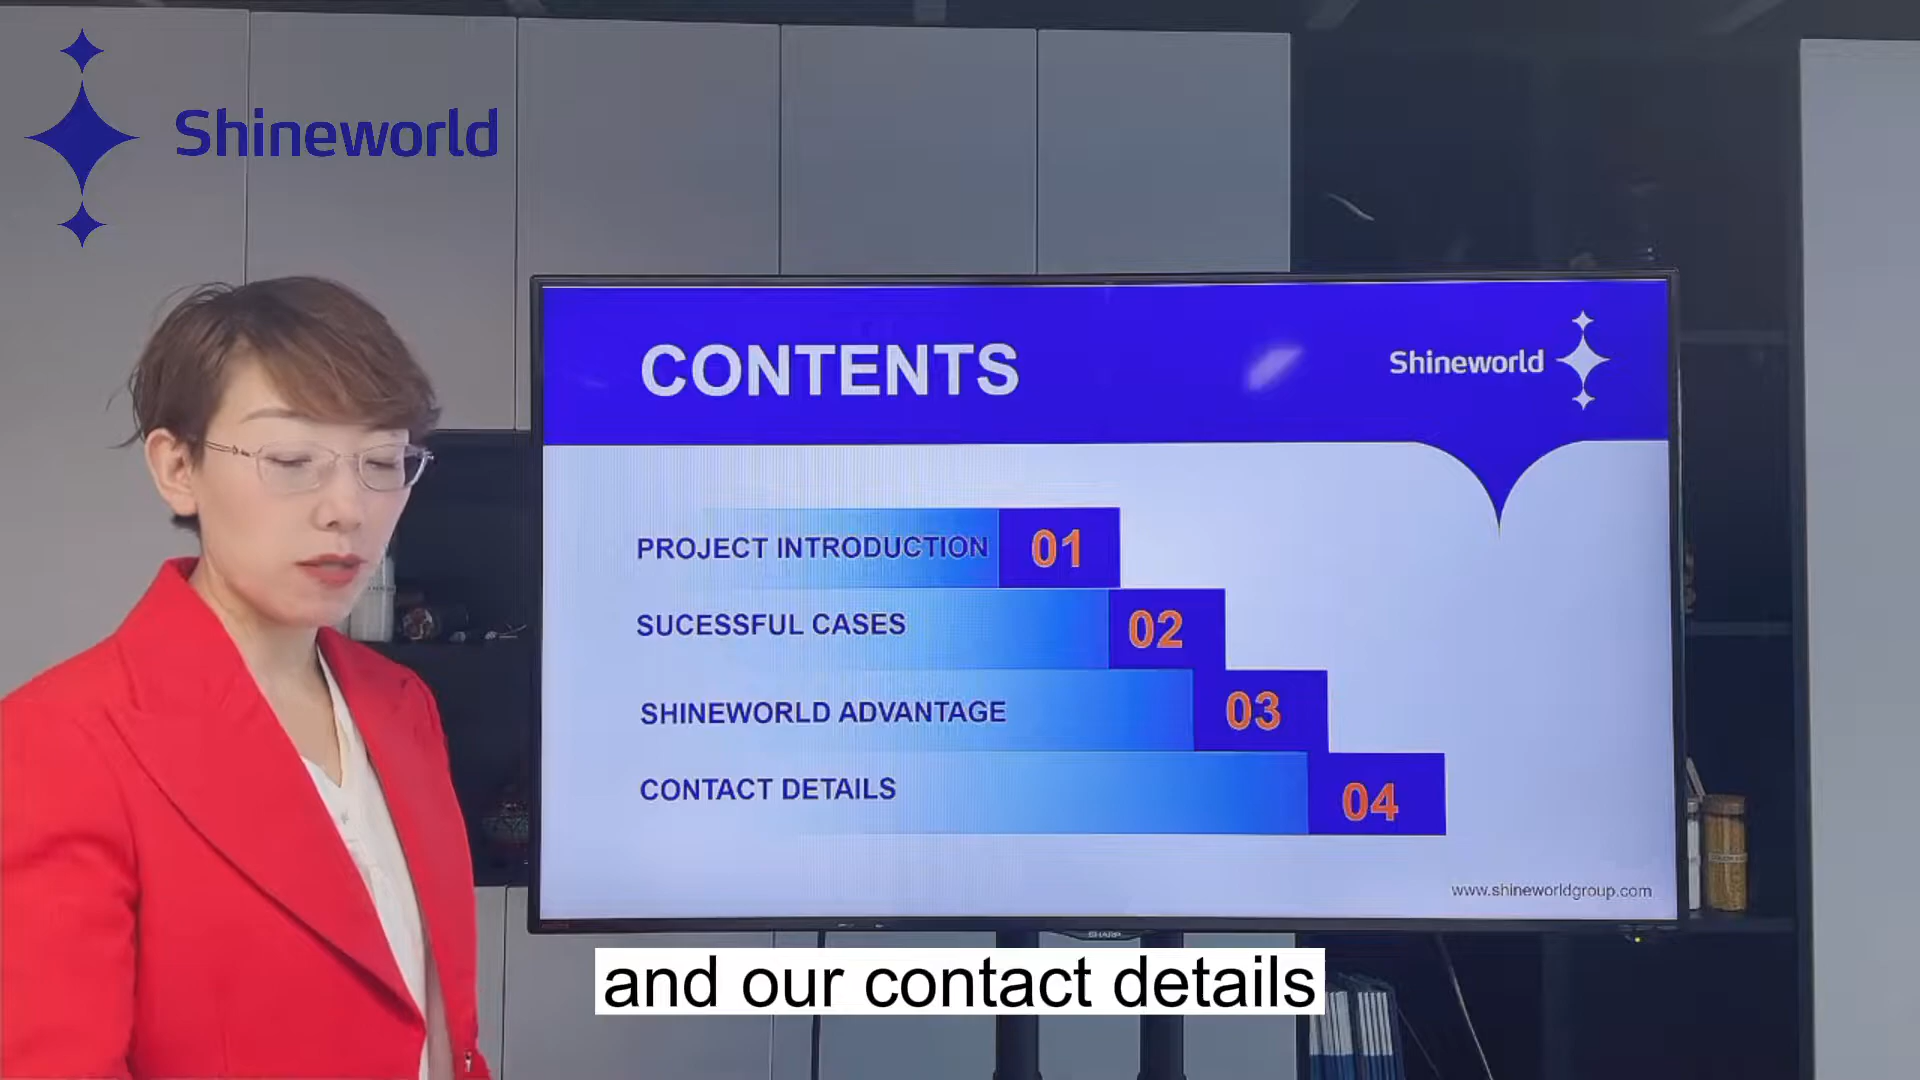 Shineworld
CONTENTS
Shineworld
PROJECT INTRODUCTION 01
SUCESSFUL CASES 02
SHINEWORLD ADVANTAGE 03
CONTACT DETAILS 04
www.shineworldgroup.com
SHARP
and our contact details